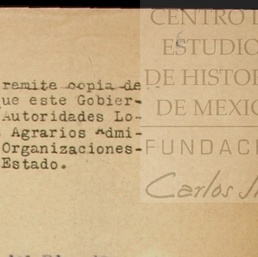 CENTRO D
ESTUDIO
DE HISTOR
DE MEXIC
FUNDACI
Carlos
remite copia de
ue este Gobier-
Autoridades Lo-
Agrarios Admi-
Organizaciones-
Estado.